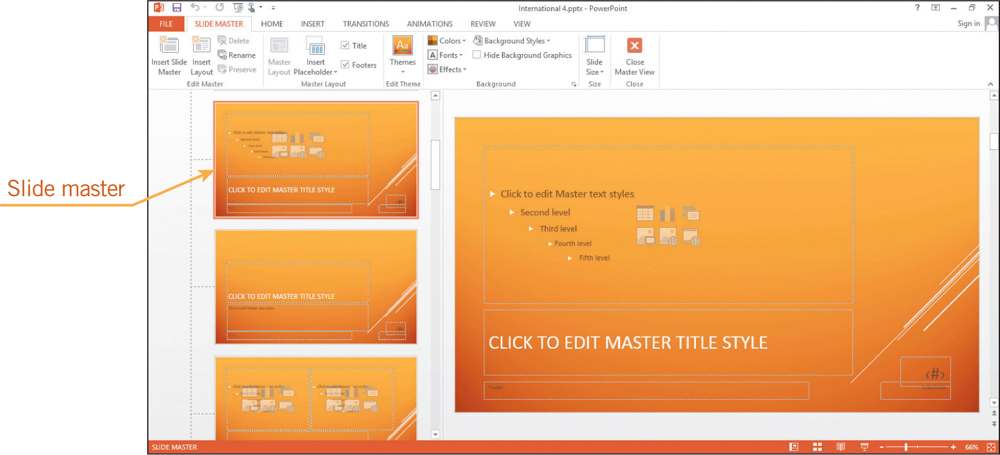 International 4.pptx - PowerPoint
?
FILE
SLIDE MASTER
HOME
INSERT
TRANSITIONS
ANIMATIONS
REVIEW
VIEW
Sign in
Insert Slide Master
Insert Layout
Delete
Rename
Preserve
Edit Master
Master Layout
Insert Placeholder
Title
Footers
Master Layout
Aa
Themes
Edit Theme
Colors
A Fonts
Effects
Background Styles
Hide Background Graphics
Background
Slide Size
Size
Close Master View
Close
Slide master
Click to edit Master text styles
Second level
Third level
Fourth level
Fifth level
CLICK TO EDIT MASTER TITLE STYLE
‹#›
CLICK TO EDIT MASTER TITLE STYLE
Click to edit Master text styles
‹#›
Click to edit Master text styles
Click to edit Master text styles
Click to edit Master text styles
Second level
Third level
Fourth level
Fifth level
CLICK TO EDIT MASTER TITLE STYLE
‹#›
Footer
SLIDE MASTER
66%